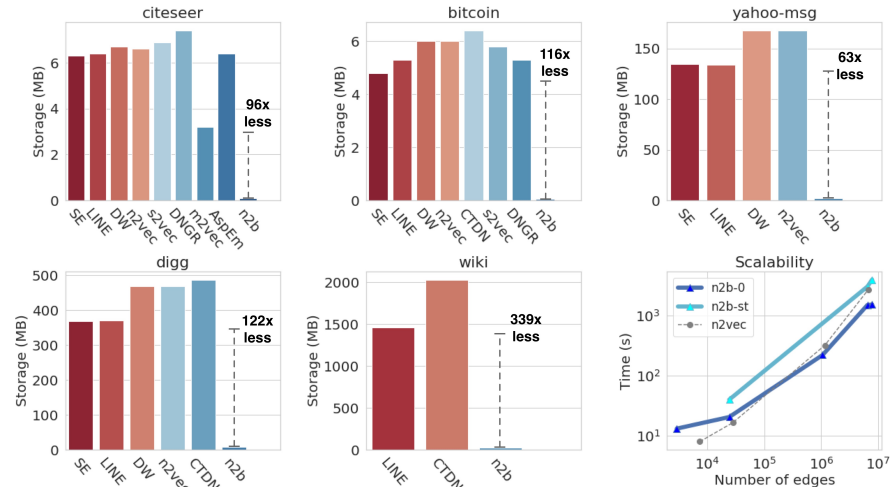 citeseer
Storage (MB)
6
4
2
0
96x
less
SE
LINE
DW
n2vec
s2vec
DNGR
m2vec
AspEm
n2b
bitcoin
Storage (MB)
6
4
2
0
116x
less
SE
LINE
DW
n2vec
CTDN
s2vec
DNGR
n2b
yahoo-msg
Storage (MB)
150
100
50
0
63x
less
SE
LINE
DW
n2vec
n2b
digg
Storage (MB)
500
400
300
200
100
0
122x
less
SE
LINE
DW
n2vec
CTDN
n2b
wiki
Storage (MB)
2000
1500
1000
500
0
339x
less
LINE
CTDN
n2b
Scalability
n2b-0
n2b-st
n2vec
Time (s)
10³
10²
10¹
10⁴
10⁵
10⁶
10⁷
Number of edges